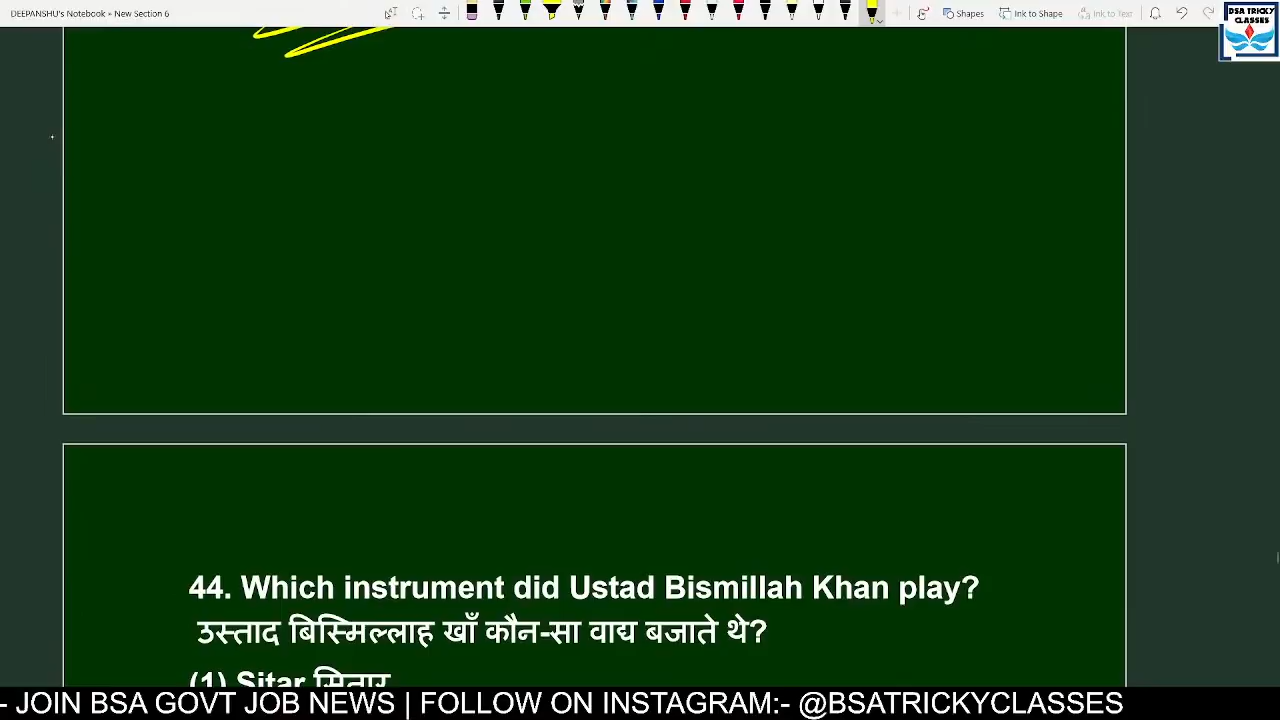 DEEPANSHU's Notebook » New Section 6
Shapes
Ink to Shape
Ink to Text
BSA TRICKY
CLASSES
44. Which instrument did Ustad Bismillah Khan play?
उस्ताद बिस्मिल्लाह खाँ कौन-सा वाद्य बजाते थे?
(1) Sitar सितार
- JOIN BSA GOVT JOB NEWS | FOLLOW ON INSTAGRAM:- @BSATRICKYCLASSES